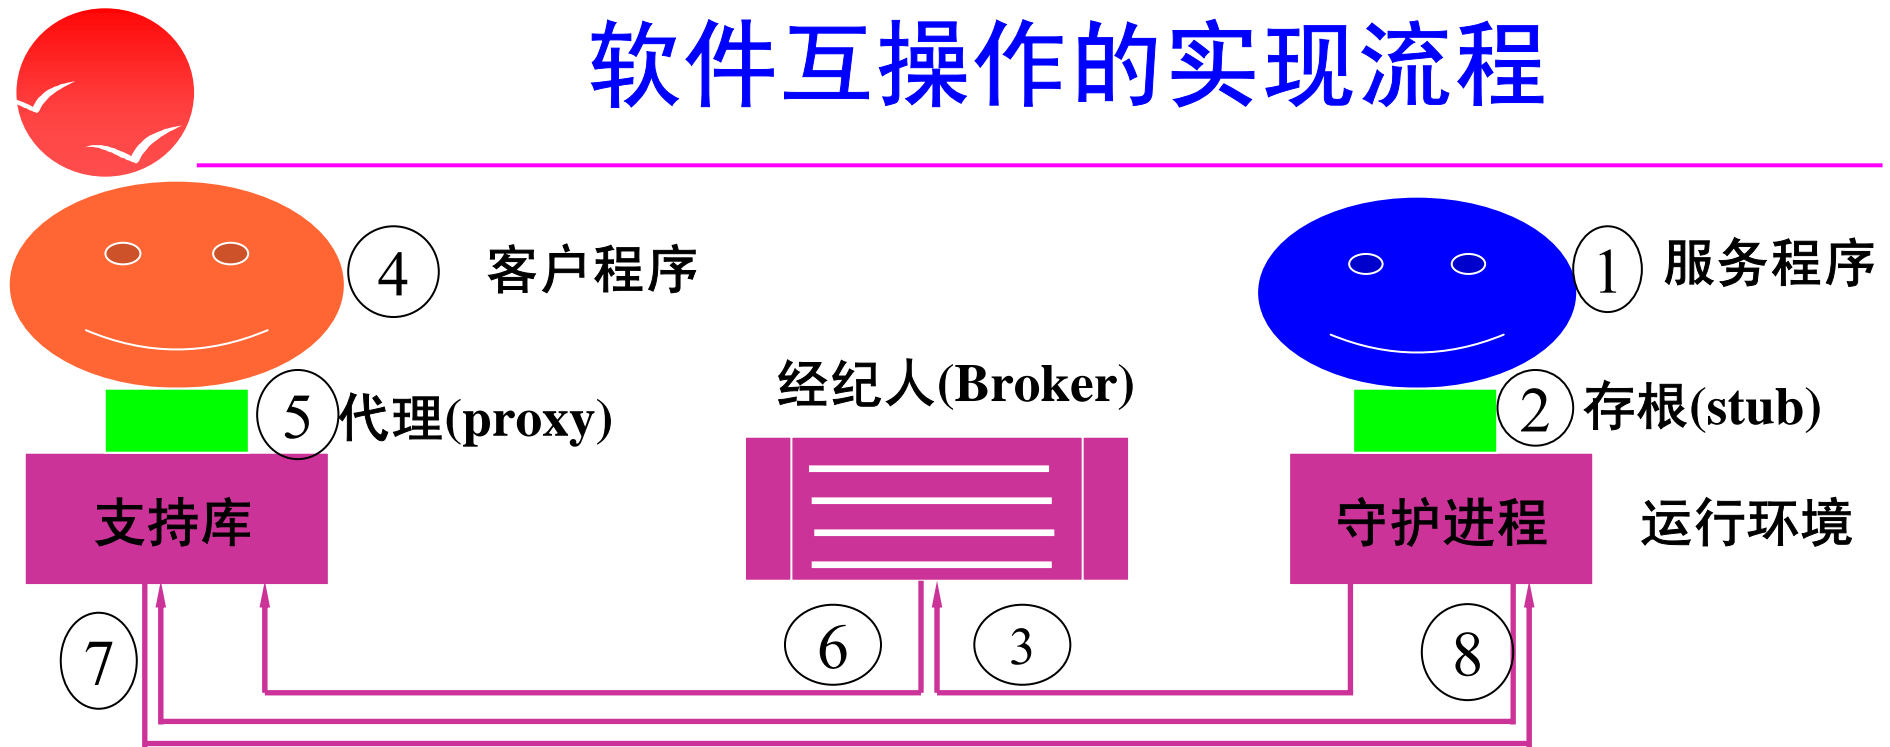 软件互操作的实现流程
4 客户程序
1 服务程序
5 代理(proxy)
经纪人(Broker)
2 存根(stub)
支持库
守护进程
运行环境
7
6
3
8